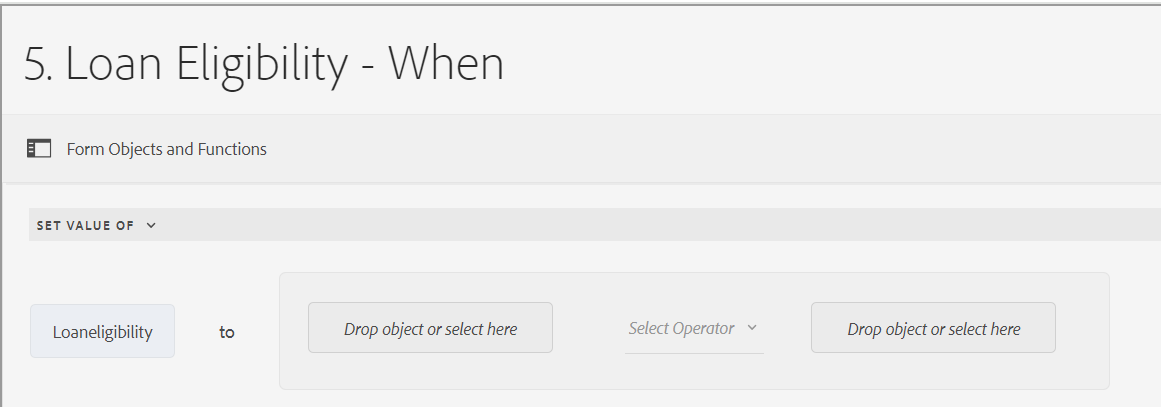 5. Loan Eligibility - When
Form Objects and Functions
SET VALUE OF
Loaneligibility to Drop object or select here Select Operator Drop object or select here